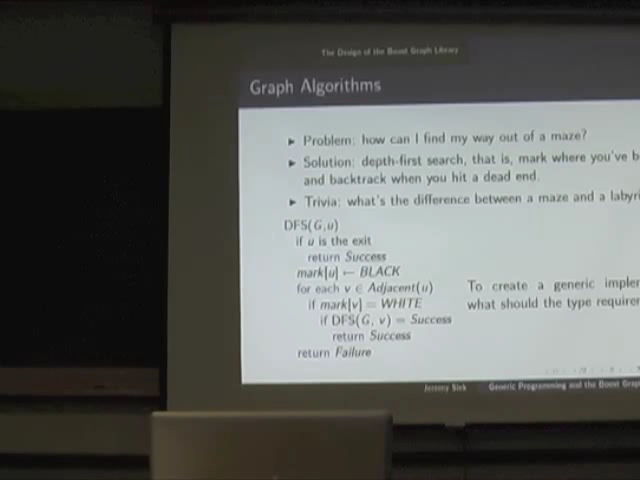 The Design of the Boost Graph Library
Graph Algorithms
► Problem: how can I find my way out of a maze?
► Solution: depth-first search, that is, mark where you've b
and backtrack when you hit a dead end.
► Trivia: what's the difference between a maze and a labyri
DFS(G,u)
if u is the exit
return Success
mark[u] ← BLACK
for each v ∈ Adjacent(u)
if mark[v] = WHITE
if DFS(G, v) = Success
return Success
return Failure
To create a generic implem
what should the type requirem
Jeremy Siek Generic Programming and the Boost Grap